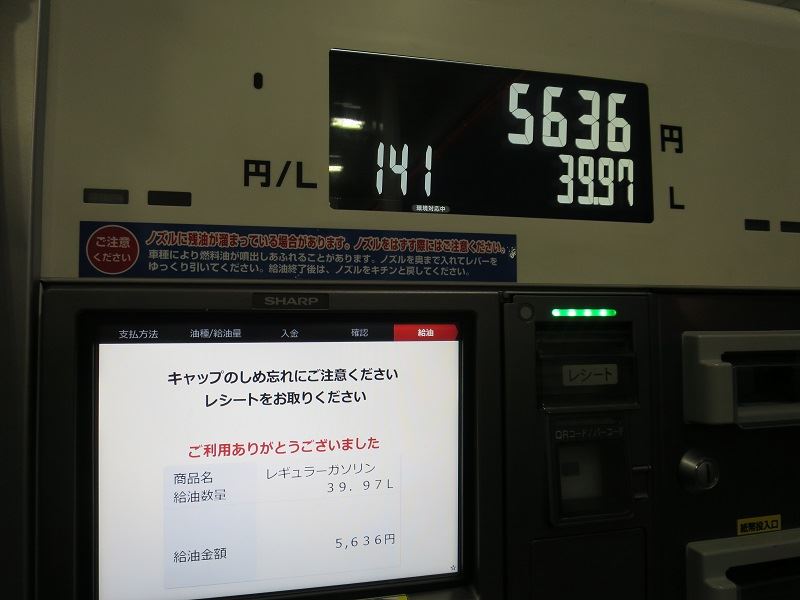 5636 円
円/L 141 39.97 L
環境対応中
ご注意ください
ノズルに残油が溜まっている場合があります。ノズルをはずす際にはご注意ください。
車種により燃料油が噴出しあふれることがあります。ノズルを奥まで入れてレバーを
ゆっくり引いてください。給油終了後は、ノズルをキチンと戻してください。
SHARP
支払方法 油種/給油量 入金 確認 給油
キャップのしめ忘れにご注意ください
レシートをお取りください
ご利用ありがとうございました
商品名 レギュラーガソリン
給油数量 39.97L
給油金額 5,636円
レシート
QRコード/バーコード
紙幣投入口